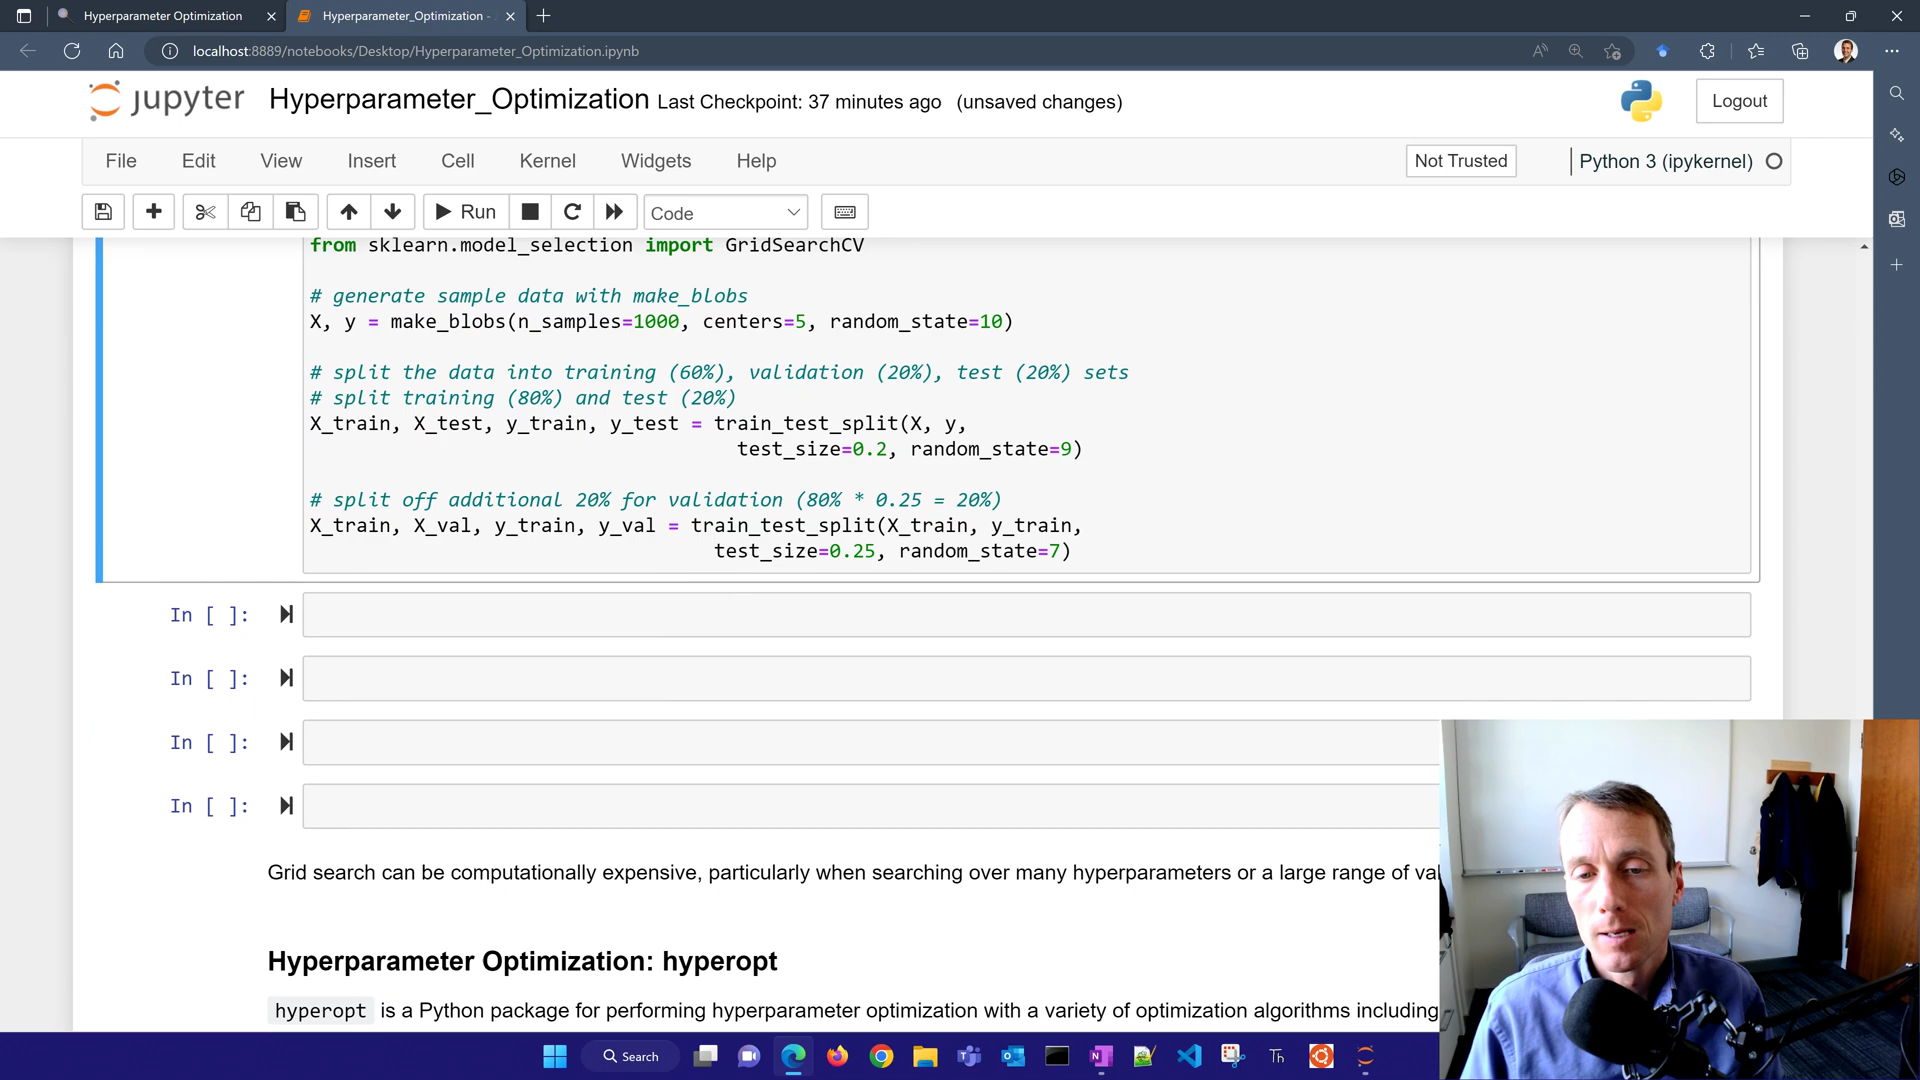 Hyperparameter Optimization
Hyperparameter_Optimization -
localhost:8889/notebooks/Desktop/Hyperparameter_Optimization.ipynb
jupyter
Hyperparameter_Optimization Last Checkpoint: 37 minutes ago (unsaved changes)
Logout
File Edit View Insert Cell Kernel Widgets Help
Not Trusted
Python 3 (ipykernel)
Run
Code
from sklearn.model_selection import GridSearchCV
# generate sample data with make_blobs
X, y = make_blobs(n_samples=1000, centers=5, random_state=10)
# split the data into training (60%), validation (20%), test (20%) sets
# split training (80%) and test (20%)
X_train, X_test, y_train, y_test = train_test_split(X, y,
test_size=0.2, random_state=9)
# split off additional 20% for validation (80% * 0.25 = 20%)
X_train, X_val, y_train, y_val = train_test_split(X_train, y_train,
test_size=0.25, random_state=7)
In [ ]:
In [ ]:
In [ ]:
In [ ]:
Grid search can be computationally expensive, particularly when searching over many hyperparameters or a large range of val
Hyperparameter Optimization: hyperopt
hyperopt is a Python package for performing hyperparameter optimization with a variety of optimization algorithms including
Search
Th